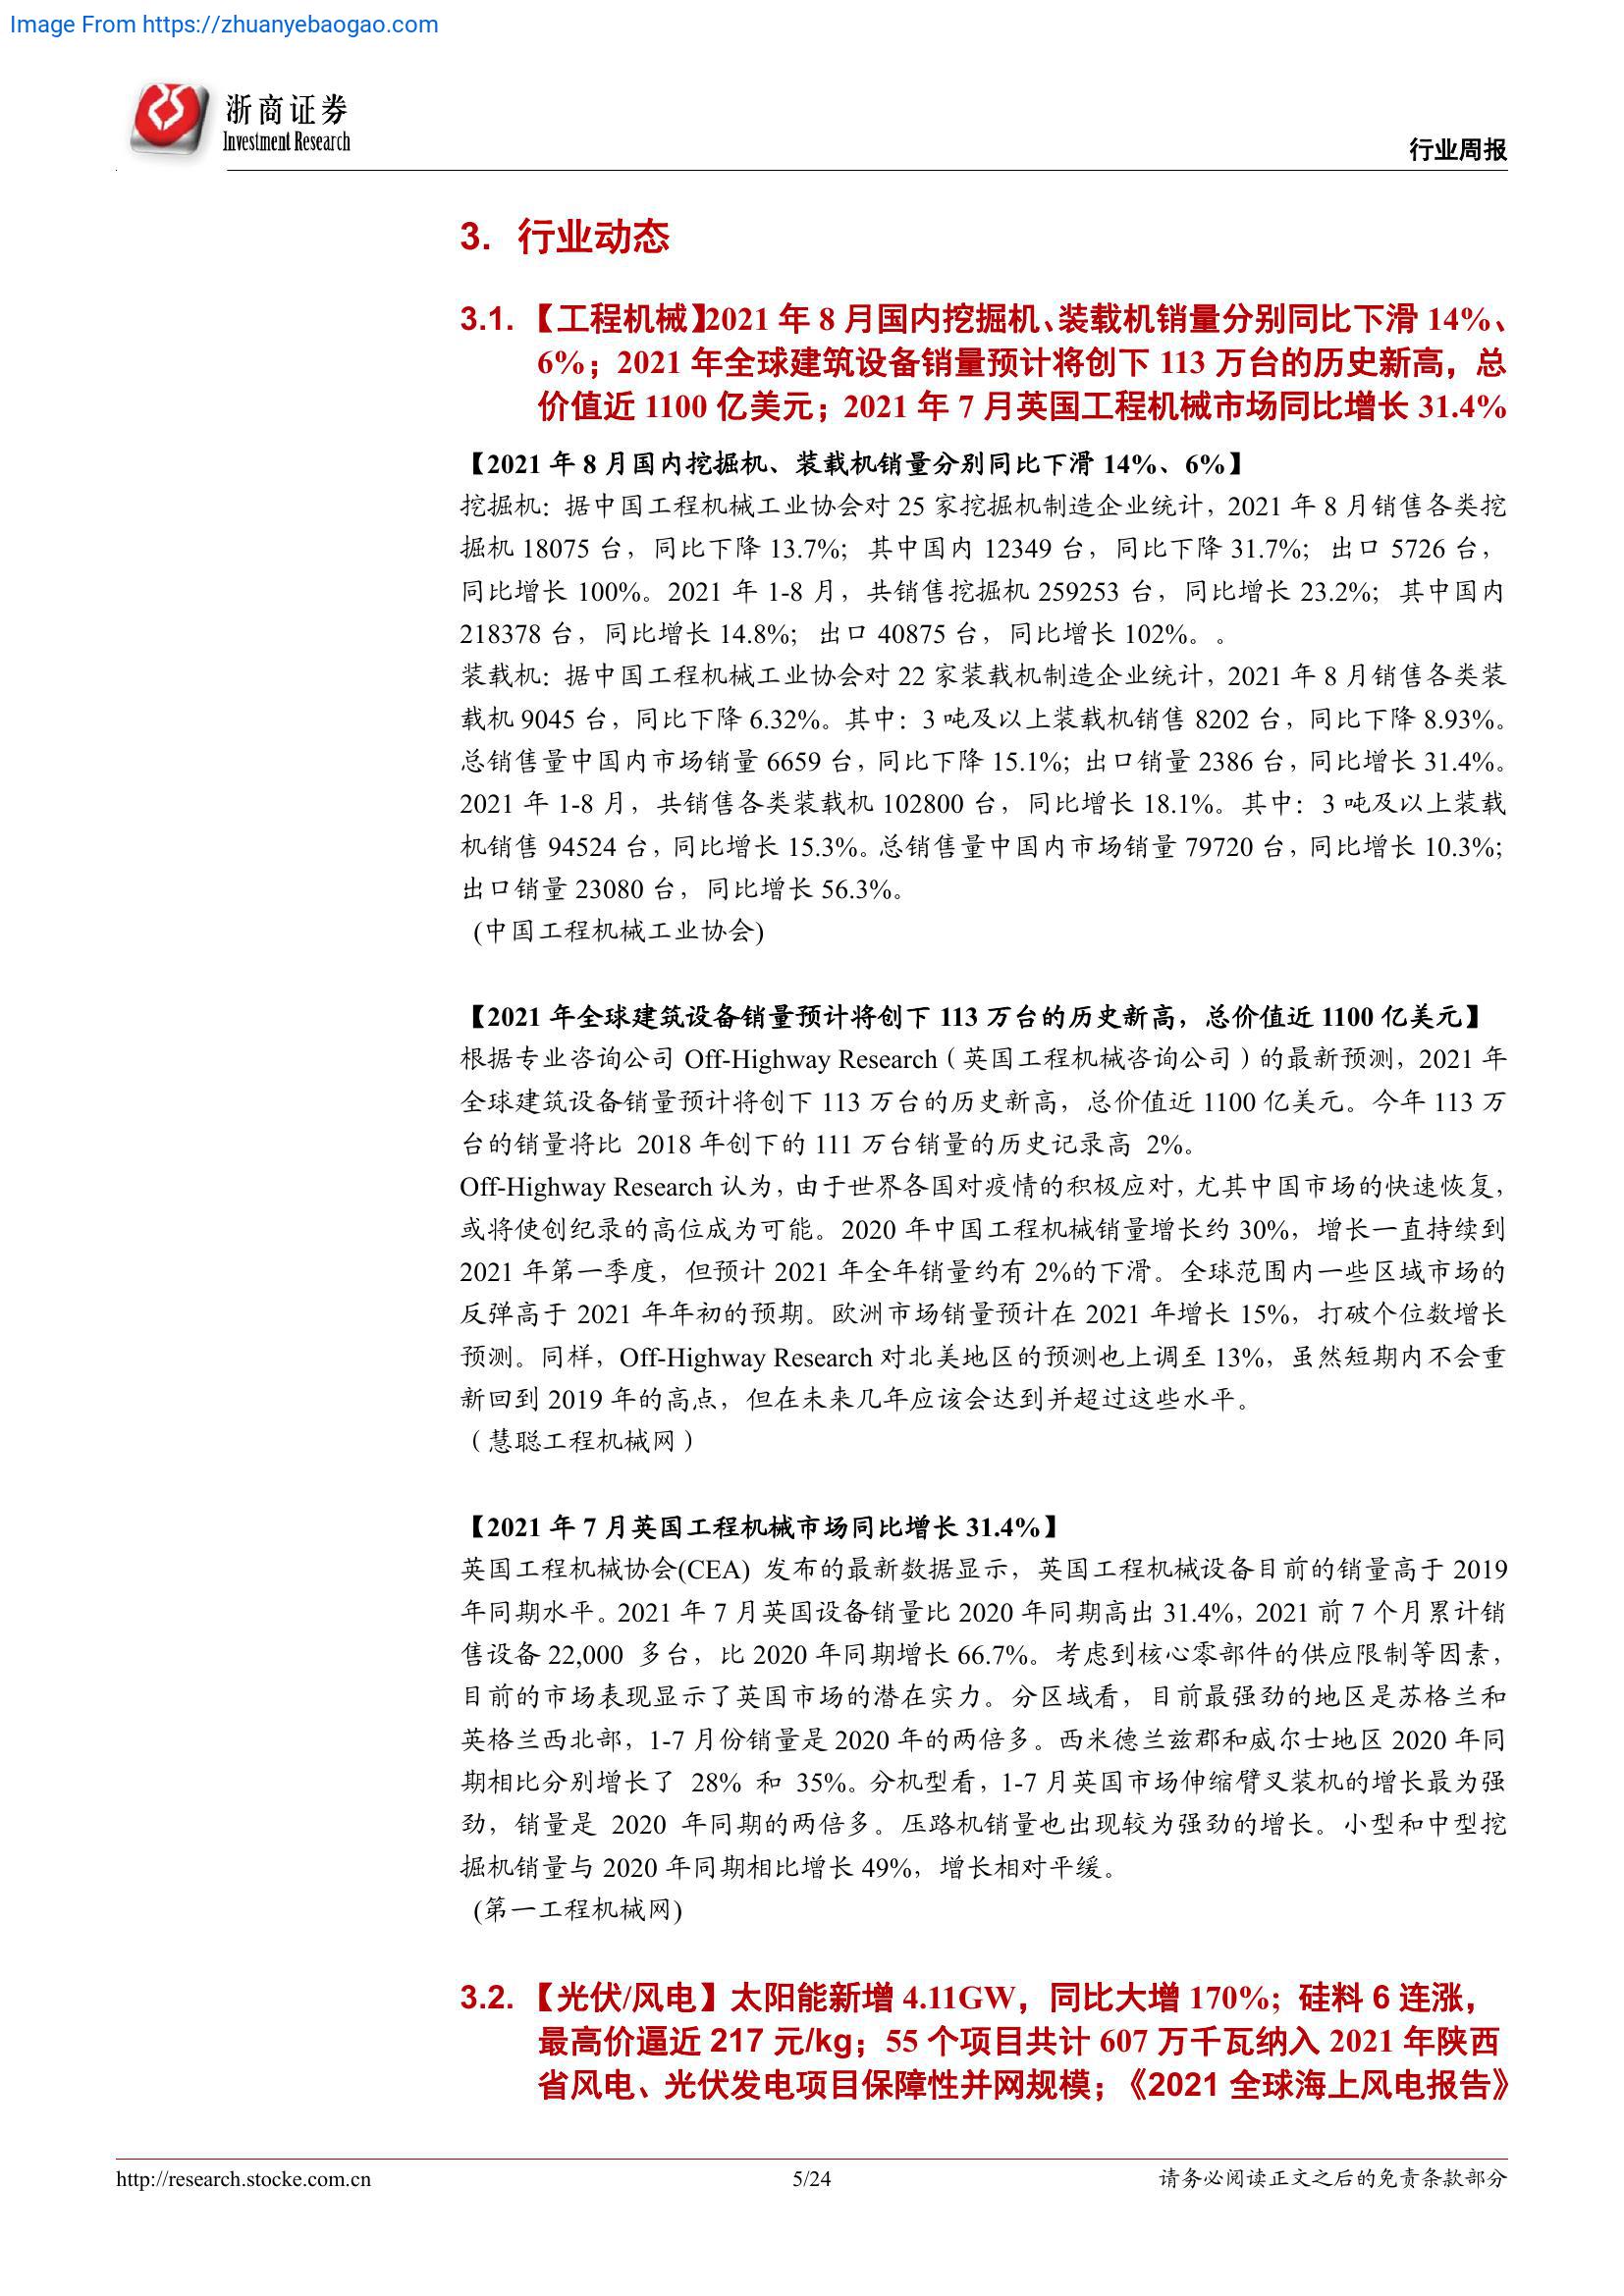 Image From https://zhuanyebaogao.com
浙商证券
Investment Research
行业周报
3. 行业动态
3.1. 【工程机械】2021 年 8 月国内挖掘机、装载机销量分别同比下滑 14%、
6%；2021 年全球建筑设备销量预计将创下 113 万台的历史新高，总
价值近 1100 亿美元；2021 年 7 月英国工程机械市场同比增长 31.4%
【2021 年 8 月国内挖掘机、装载机销量分别同比下滑 14%、6%】
挖掘机：据中国工程机械工业协会对 25 家挖掘机制造企业统计，2021 年 8 月销售各类挖
掘机 18075 台，同比下降 13.7%；其中国内 12349 台，同比下降 31.7%；出口 5726 台，
同比增长 100%。2021 年 1-8 月，共销售挖掘机 259253 台，同比增长 23.2%；其中国内
218378 台，同比增长 14.8%；出口 40875 台，同比增长 102%。。
装载机：据中国工程机械工业协会对 22 家装载机制造企业统计，2021 年 8 月销售各类装
载机 9045 台，同比下降 6.32%。其中：3 吨及以上装载机销售 8202 台，同比下降 8.93%。
总销售量中国内市场销量 6659 台，同比下降 15.1%；出口销量 2386 台，同比增长 31.4%。
2021 年 1-8 月，共销售各类装载机 102800 台，同比增长 18.1%。其中：3 吨及以上装载
机销售 94524 台，同比增长 15.3%。总销售量中国内市场销量 79720 台，同比增长 10.3%；
出口销量 23080 台，同比增长 56.3%。
(中国工程机械工业协会)
【2021 年全球建筑设备销量预计将创下 113 万台的历史新高，总价值近 1100 亿美元】
根据专业咨询公司 Off-Highway Research（英国工程机械咨询公司）的最新预测，2021 年
全球建筑设备销量预计将创下 113 万台的历史新高，总价值近 1100 亿美元。今年 113 万
台的销量将比 2018 年创下的 111 万台销量的历史记录高 2%。
Off-Highway Research 认为，由于世界各国对疫情的积极应对，尤其中国市场的快速恢复，
或将使创纪录的高位成为可能。2020 年中国工程机械销量增长约 30%，增长一直持续到
2021 年第一季度，但预计 2021 年全年销量约有 2%的下滑。全球范围内一些区域市场的
反弹高于 2021 年年初的预期。欧洲市场销量预计在 2021 年增长 15%，打破个位数增长
预测。同样，Off-Highway Research 对北美地区的预测也上调至 13%，虽然短期内不会重
新回到 2019 年的高点，但在未来几年应该会达到并超过这些水平。
（慧聪工程机械网）
【2021 年 7 月英国工程机械市场同比增长 31.4%】
英国工程机械协会(CEA) 发布的最新数据显示，英国工程机械设备目前的销量高于 2019
年同期水平。2021 年 7 月英国设备销量比 2020 年同期高出 31.4%，2021 前 7 个月累计销
售设备 22,000 多台，比 2020 年同期增长 66.7%。考虑到核心零部件的供应限制等因素，
目前的市场表现显示了英国市场的潜在实力。分区域看，目前最强劲的地区是苏格兰和
英格兰西北部，1-7 月份销量是 2020 年的两倍多。西米德兰兹郡和威尔士地区 2020 年同
期相比分别增长了 28% 和 35%。分机型看，1-7 月英国市场伸缩臂叉装机的增长最为强
劲，销量是 2020 年同期的两倍多。压路机销量也出现较为强劲的增长。小型和中型挖
掘机销量与 2020 年同期相比增长 49%，增长相对平缓。
(第一工程机械网)
3.2. 【光伏/风电】太阳能新增 4.11GW，同比大增 170%；硅料 6 连涨，
最高价逼近 217 元/kg；55 个项目共计 607 万千瓦纳入 2021 年陕西
省风电、光伏发电项目保障性并网规模；《2021 全球海上风电报告》
http://research.stocke.com.cn
5/24
请务必阅读正文之后的免责条款部分